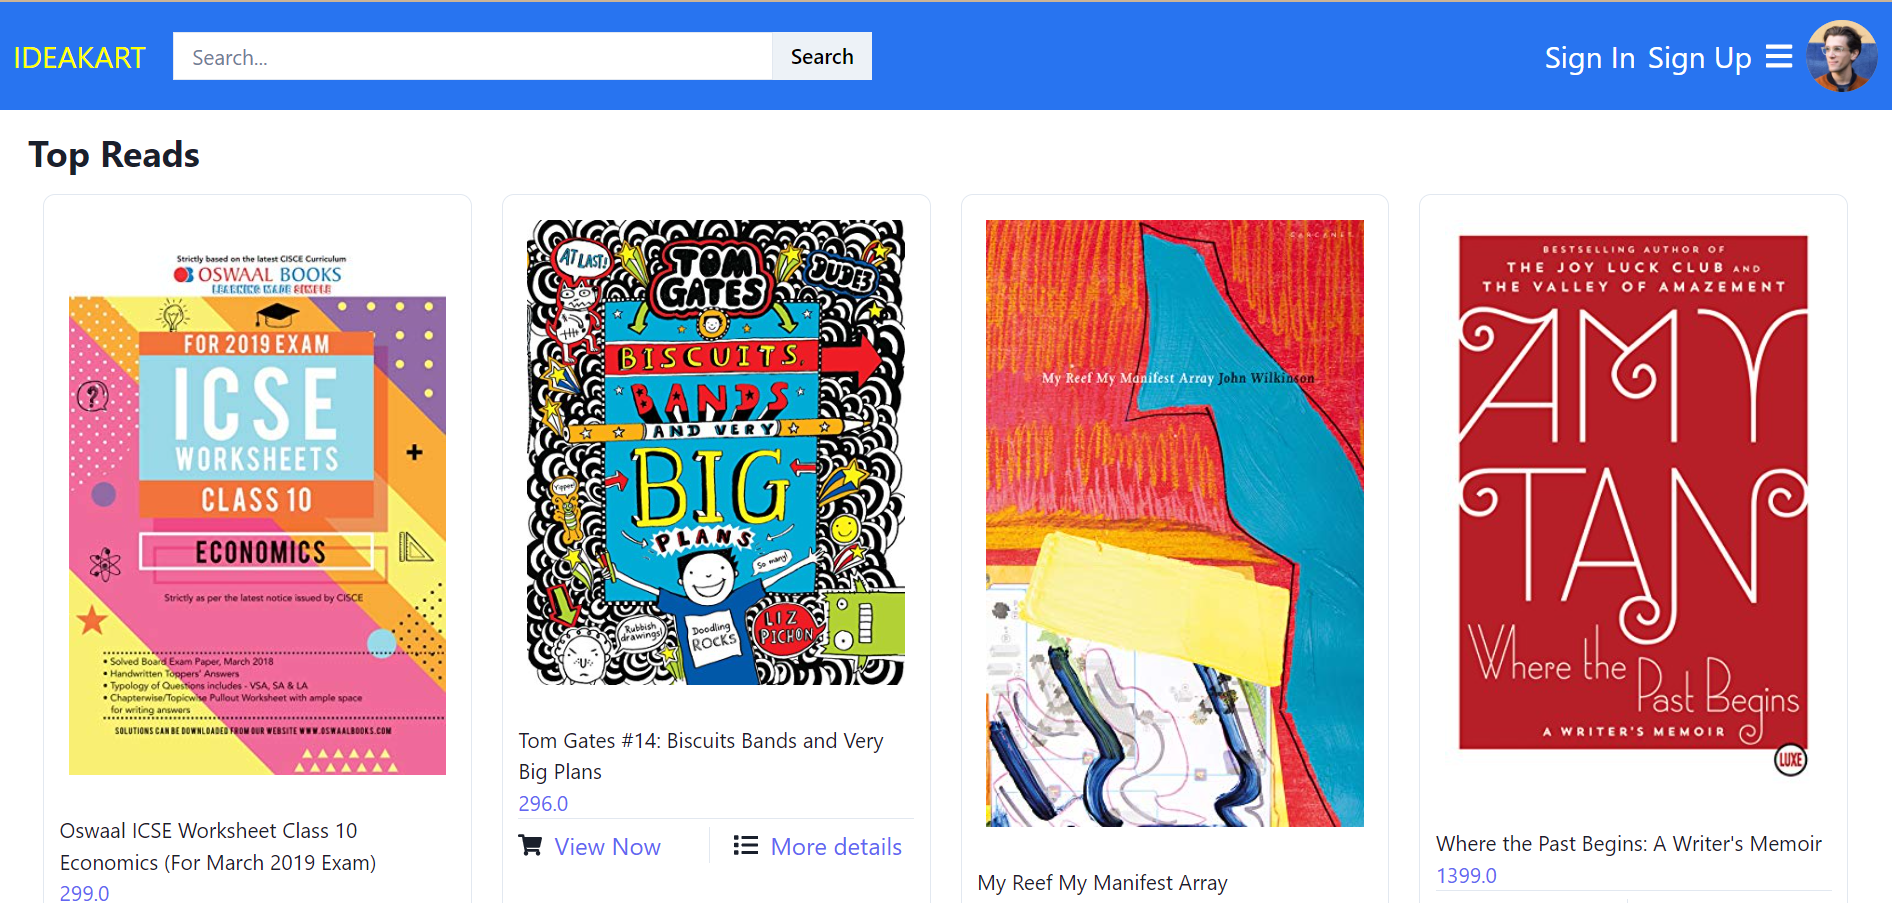 IDEAKART
Search...
Search
Sign In Sign Up
Top Reads
Strictly based on the latest CISCE Curriculum
OSWAAL BOOKS
LEARNING MADE SIMPLE
FOR 2019 EXAM
ICSE
WORKSHEETS
CLASS 10
ECONOMICS
Strictly as per the latest notice issued by CISCE
• Solved Board Exam Paper, March 2018
• Handwritten Toppers' Answers
• Typology of Questions includes - VSA, SA & LA
• Chapterwise/Topicwise Pullout Worksheet with ample space
for writing answers
SOLUTIONS CAN BE DOWNLOADED FROM OUR WEBSITE WWW.OSWAALBOOKS.COM
Oswaal ICSE Worksheet Class 10
Economics (For March 2019 Exam)
299.0
AT LAST!
TOM
GATES
DUDE3
BISCUITS,
BANDS
AND VERY
BIG
PLANS
Yippee!
So many!
Rubbish
drawings!
Doodling
ROCKS
LIZ
PICHON
Tom Gates #14: Biscuits Bands and Very
Big Plans
296.0
View Now
More details
CARCANET
My Reef My Manifest Array John Wilkinson
My Reef My Manifest Array
BESTSELLING AUTHOR OF
THE JOY LUCK CLUB AND
THE VALLEY OF AMAZEMENT
AMY
TAN
Where the
Past Begins
A WRITER'S MEMOIR
LUXE
Where the Past Begins: A Writer's Memoir
1399.0